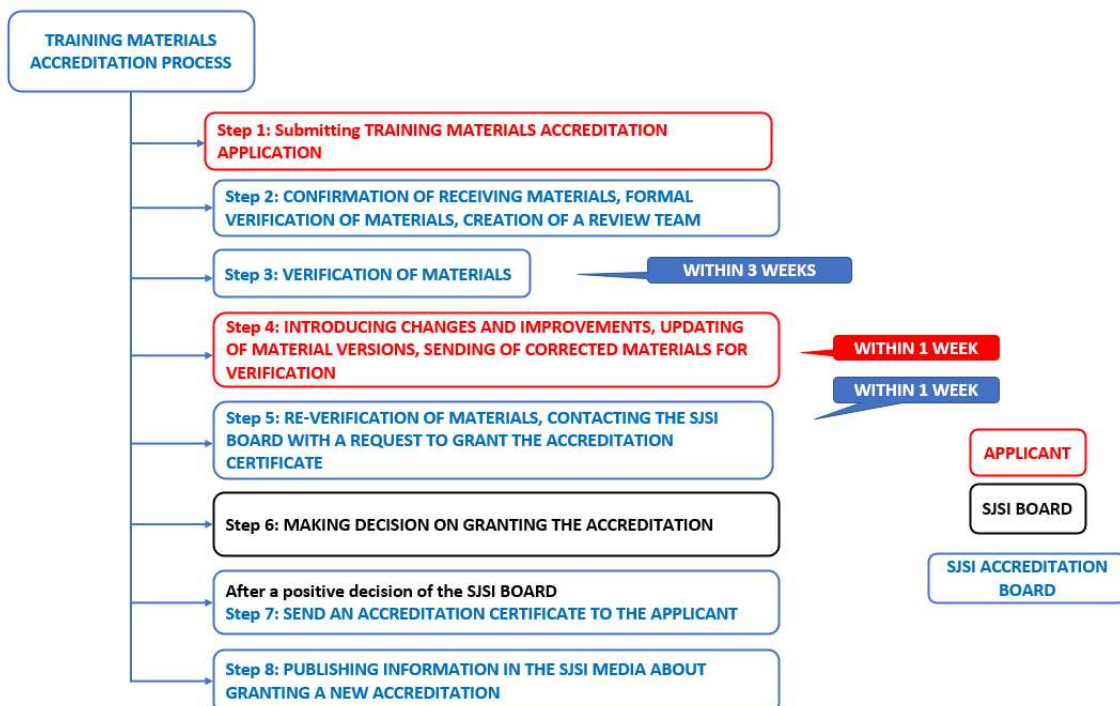 TRAINING MATERIALS
ACCREDITATION PROCESS
Step 1: Submitting TRAINING MATERIALS ACCREDITATION
APPLICATION
Step 2: CONFIRMATION OF RECEIVING MATERIALS, FORMAL
VERIFICATION OF MATERIALS, CREATION OF A REVIEW TEAM
Step 3: VERIFICATION OF MATERIALS
WITHIN 3 WEEKS
Step 4: INTRODUCING CHANGES AND IMPROVEMENTS, UPDATING
OF MATERIAL VERSIONS, SENDING OF CORRECTED MATERIALS FOR
VERIFICATION
WITHIN 1 WEEK
WITHIN 1 WEEK
Step 5: RE-VERIFICATION OF MATERIALS, CONTACTING THE SJSI
BOARD WITH A REQUEST TO GRANT THE ACCREDITATION
CERTIFICATE
Step 6: MAKING DECISION ON GRANTING THE ACCREDITATION
After a positive decision of the SJSI BOARD
Step 7: SEND AN ACCREDITATION CERTIFICATE TO THE APPLICANT
Step 8: PUBLISHING INFORMATION IN THE SJSI MEDIA ABOUT
GRANTING A NEW ACCREDITATION
APPLICANT
SJSI BOARD
SJSI ACCREDITATION
BOARD